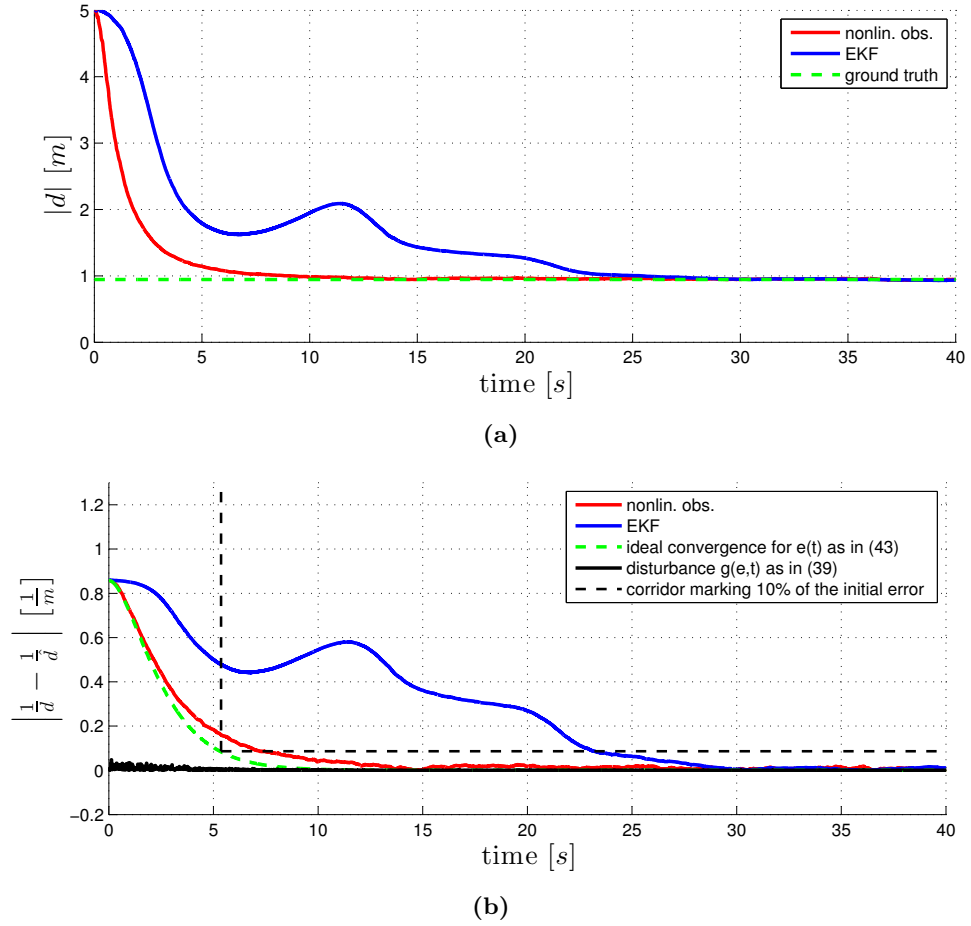 5
4
3
2
1
0
|d| [m]
nonlin. obs.
EKF
ground truth
0 5 10 15 20 25 30 35 40
time [s]
(a)
1.2
1
0.8
0.6
0.4
0.2
0
−0.2
|1/d − 1/d̂| [1/m]
nonlin. obs.
EKF
ideal convergence for e(t) as in (43)
disturbance g(e,t) as in (39)
corridor marking 10% of the initial error
0 5 10 15 20 25 30 35 40
time [s]
(b)